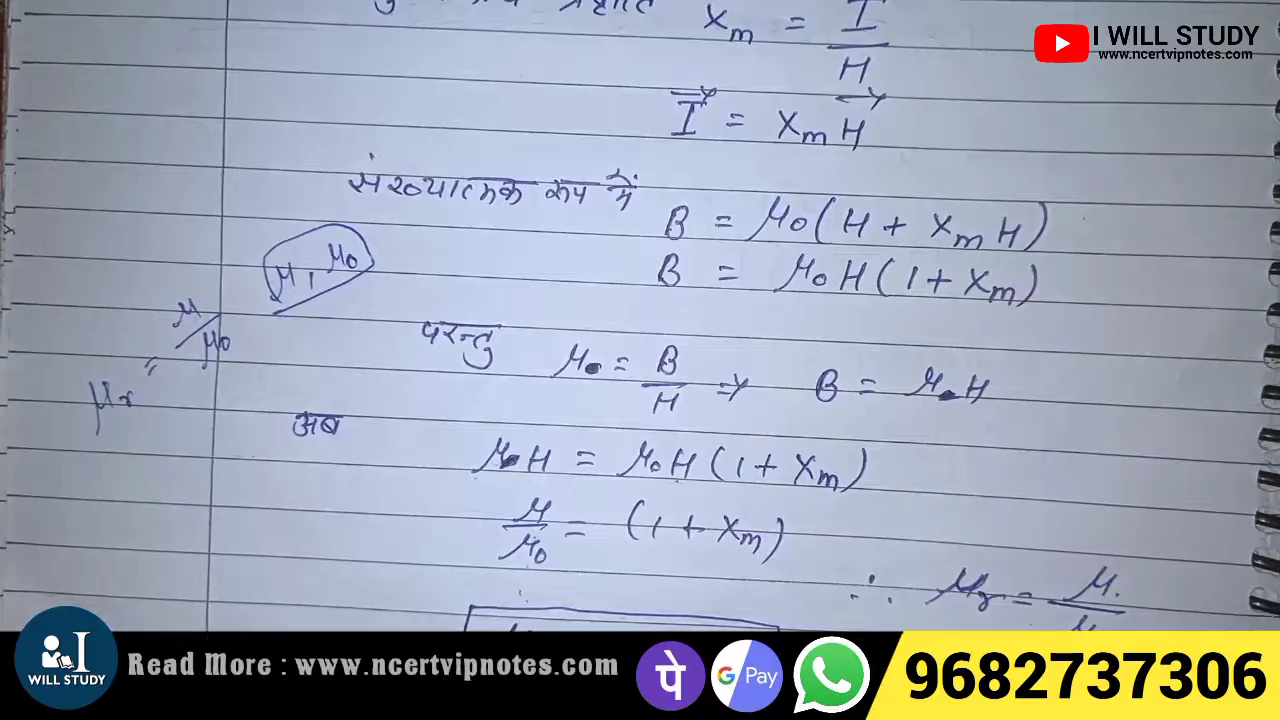 χm = I / H
I WILL STUDY
www.ncertvipnotes.com
I⃗ = χm H⃗
संख्यात्मक रूप में
B = μ0(H + χm H)
B = μ0 H(1 + χm)
μ, μ0
μr = μ/μ0
परन्तु μ = B/H ⇒ B = μH
अब
μH = μ0H(1 + χm)
μ/μ0 = (1 + χm)
∴ μr = μ
I
WILL STUDY
Read More : www.ncertvipnotes.com
पे
G Pay
9682737306